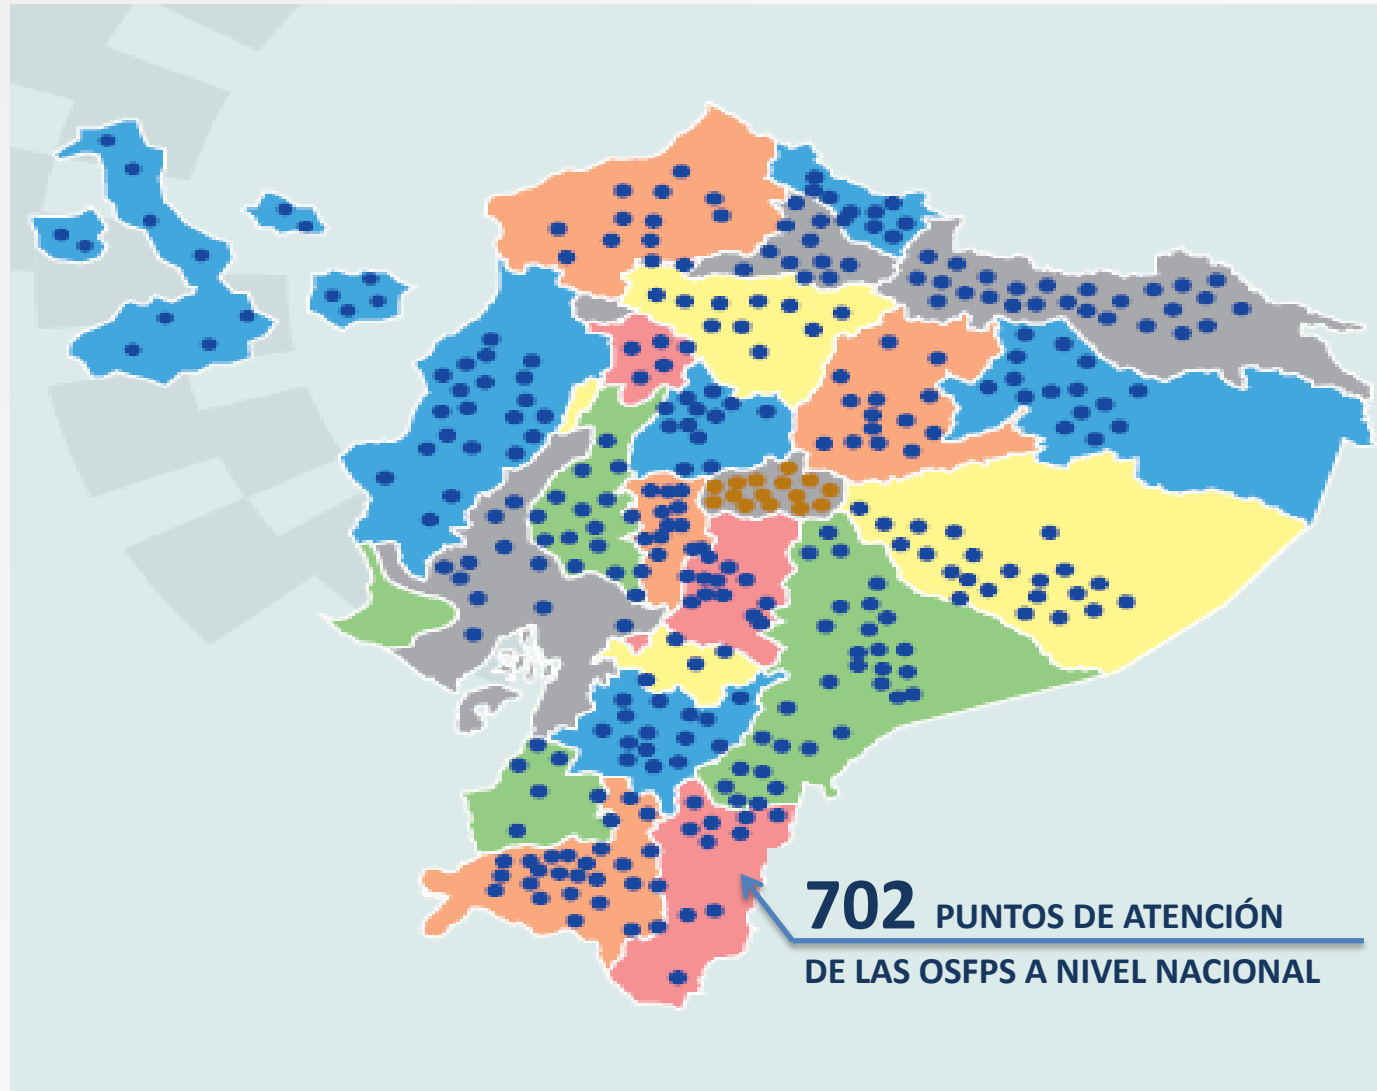 702 PUNTOS DE ATENCIÓN
DE LAS OSFPS A NIVEL NACIONAL